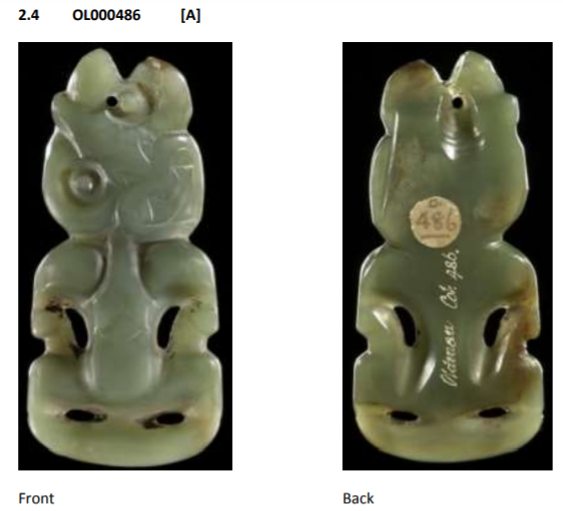 2.4 OL000486 [A]
O.
486
Oldman Col. 486.
Front
Back